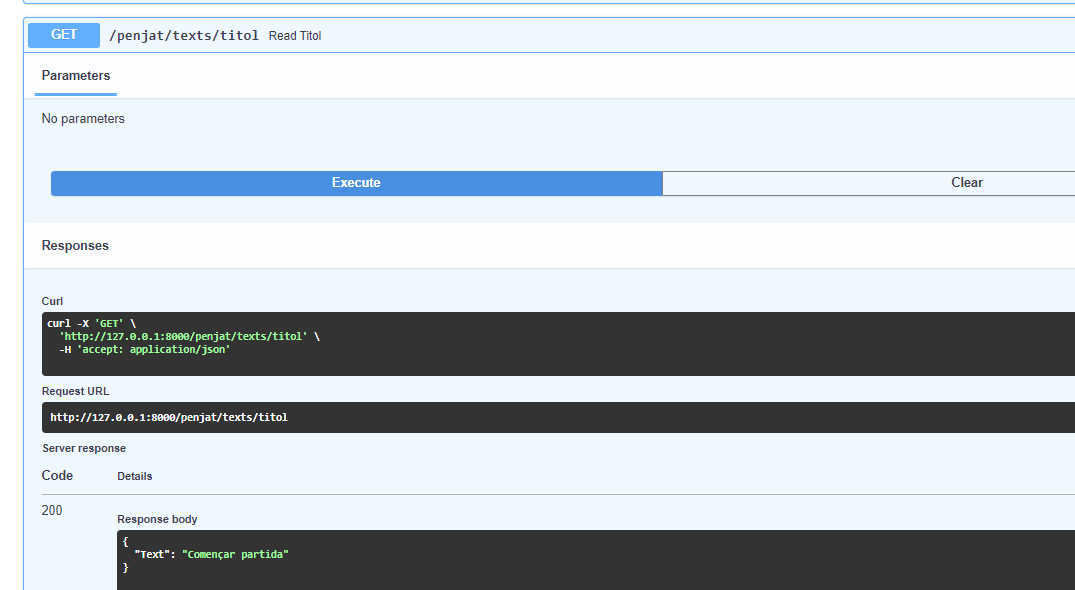 GET /penjat/texts/titol Read Titol
Parameters
No parameters
Execute Clear
Responses
Curl
curl -X 'GET' \
'http://127.0.0.1:8000/penjat/texts/titol' \
-H 'accept: application/json'
Request URL
http://127.0.0.1:8000/penjat/texts/titol
Server response
Code Details
200
Response body
{
"Text": "Començar partida"
}